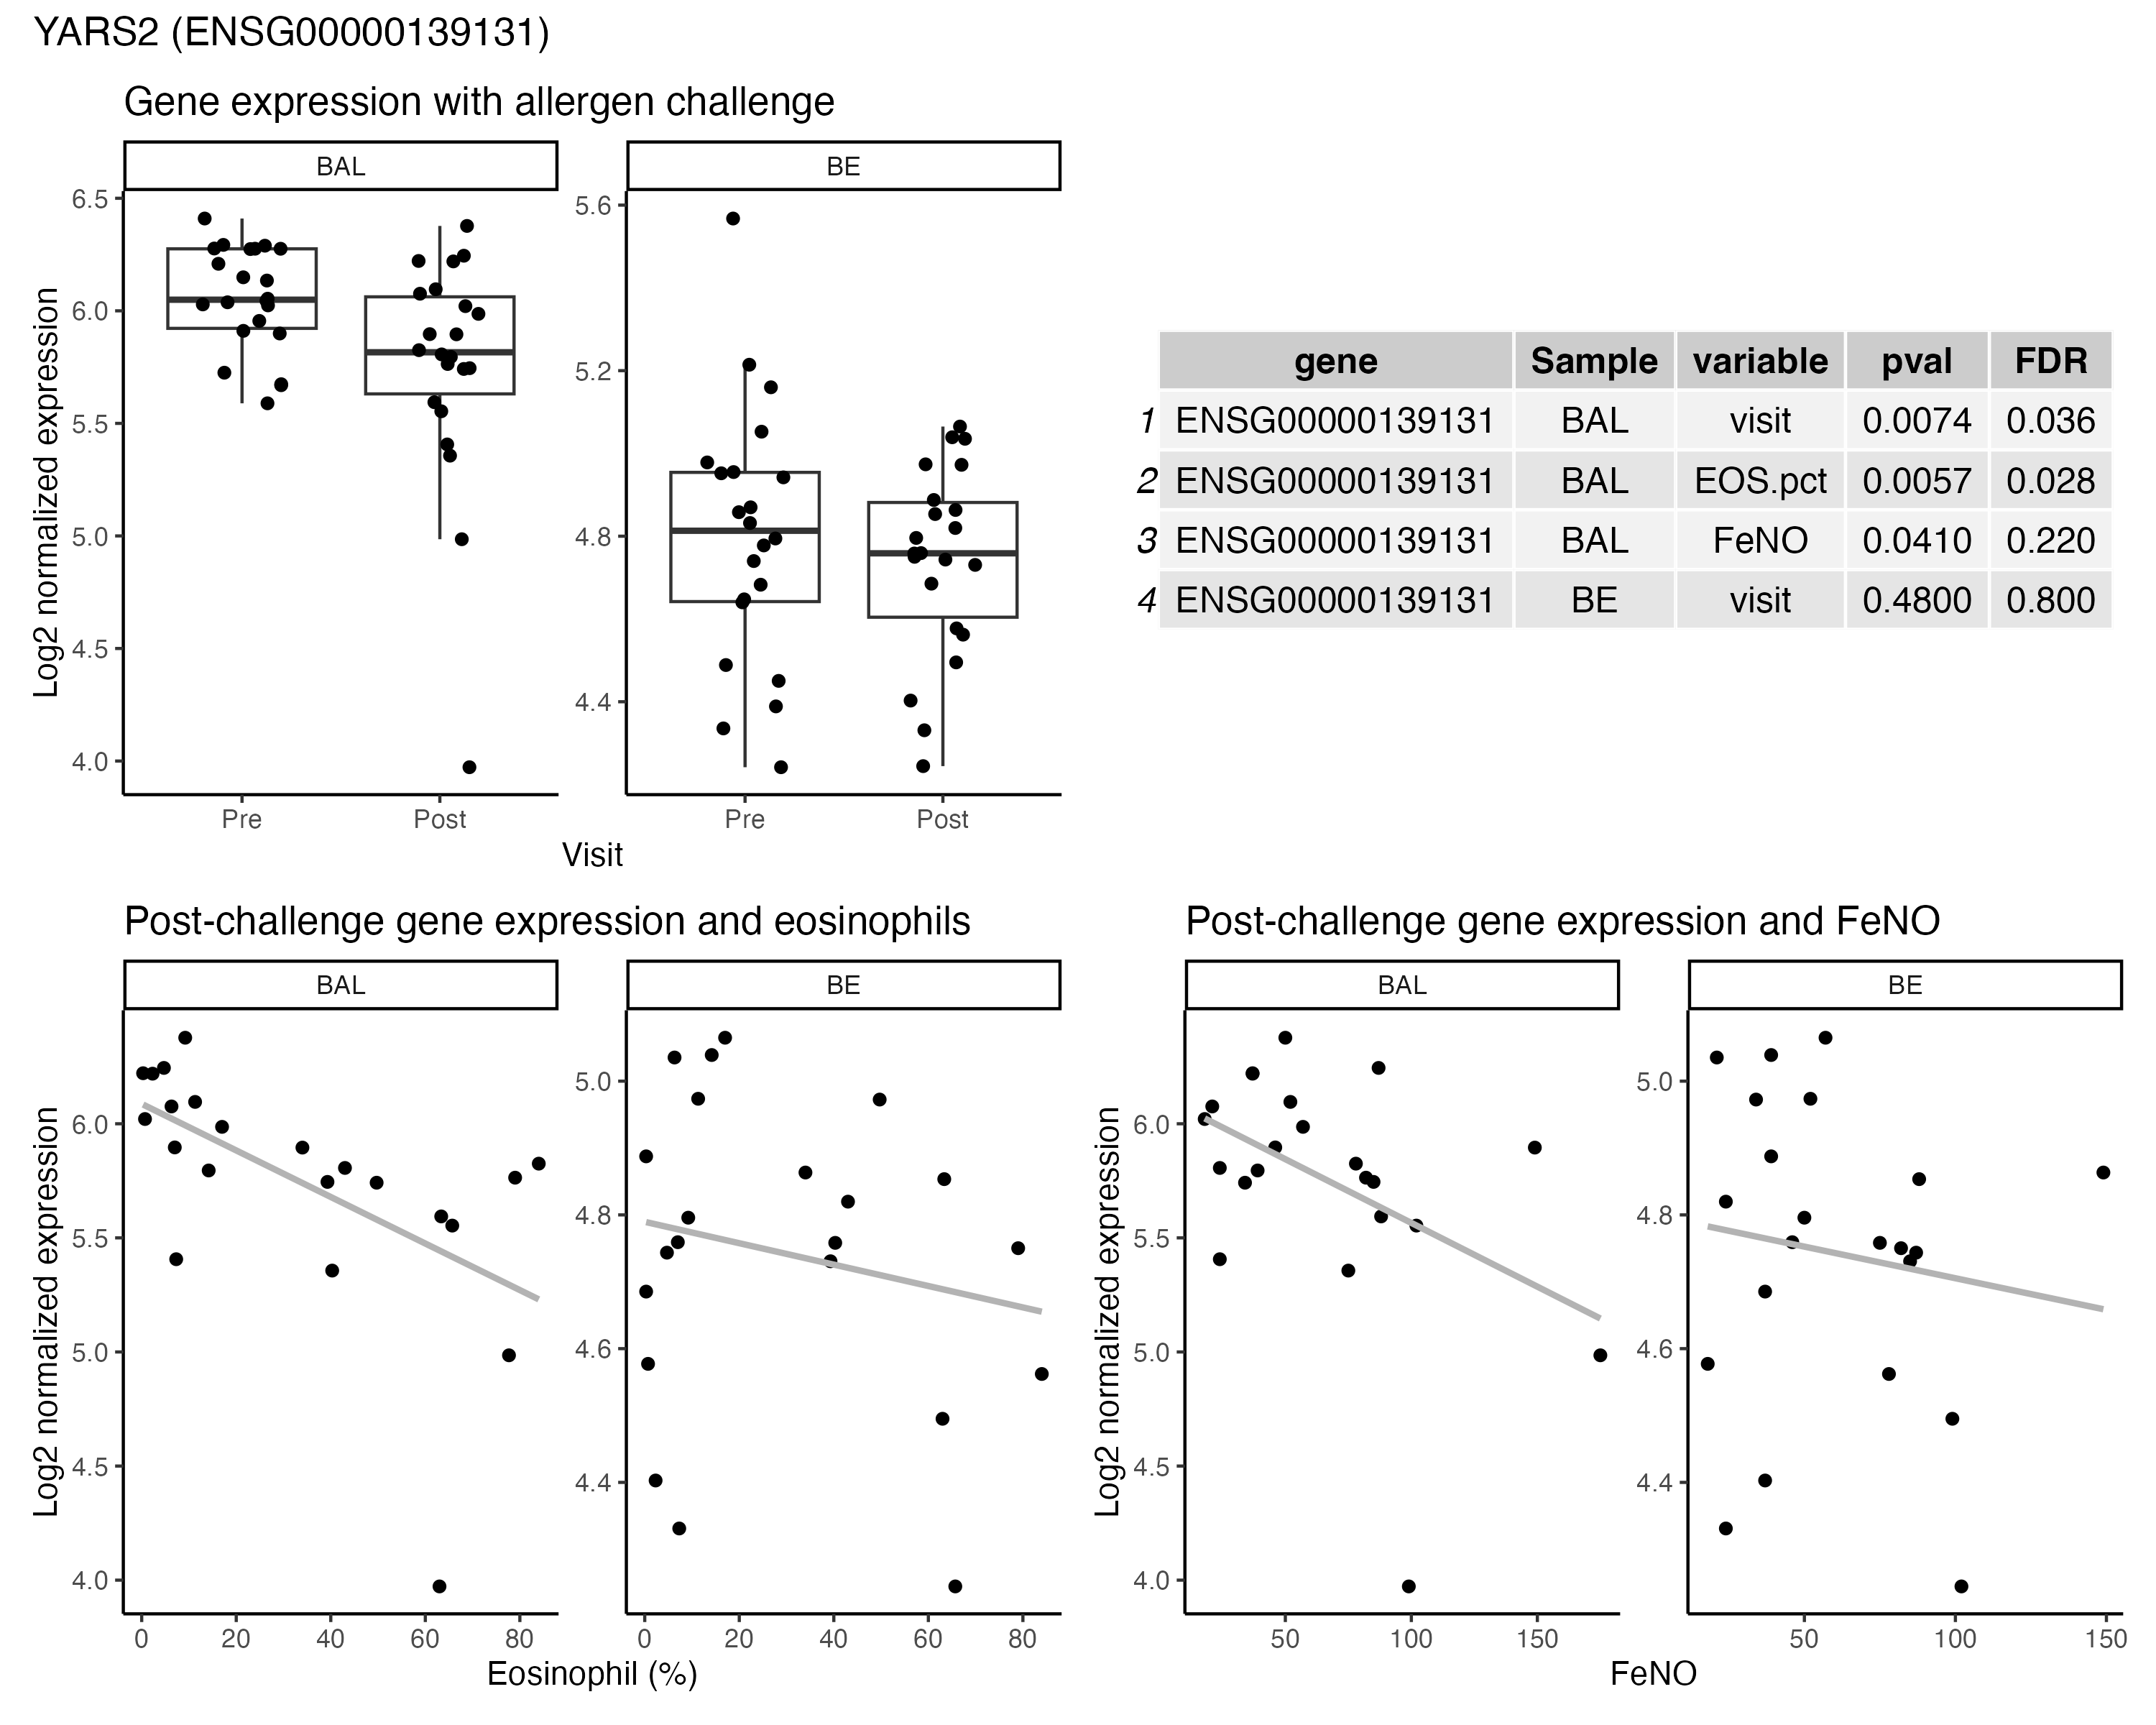 YARS2 (ENSG00000139131)
Gene expression with allergen challenge
BAL BE
Log2 normalized expression
6.5
6.0
5.5
5.0
4.5
4.0
5.6
5.2
4.8
4.4
Pre Post Pre Post
Visit
gene Sample variable pval FDR
1 ENSG00000139131 BAL visit 0.0074 0.036
2 ENSG00000139131 BAL EOS.pct 0.0057 0.028
3 ENSG00000139131 BAL FeNO 0.0410 0.220
4 ENSG00000139131 BE visit 0.4800 0.800
Post-challenge gene expression and eosinophils
BAL BE
Log2 normalized expression
6.0
5.5
5.0
4.5
4.0
5.0
4.8
4.6
4.4
0 20 40 60 80 0 20 40 60 80
Eosinophil (%)
Post-challenge gene expression and FeNO
BAL BE
Log2 normalized expression
6.0
5.5
5.0
4.5
4.0
5.0
4.8
4.6
4.4
50 100 150 50 100 150
FeNO